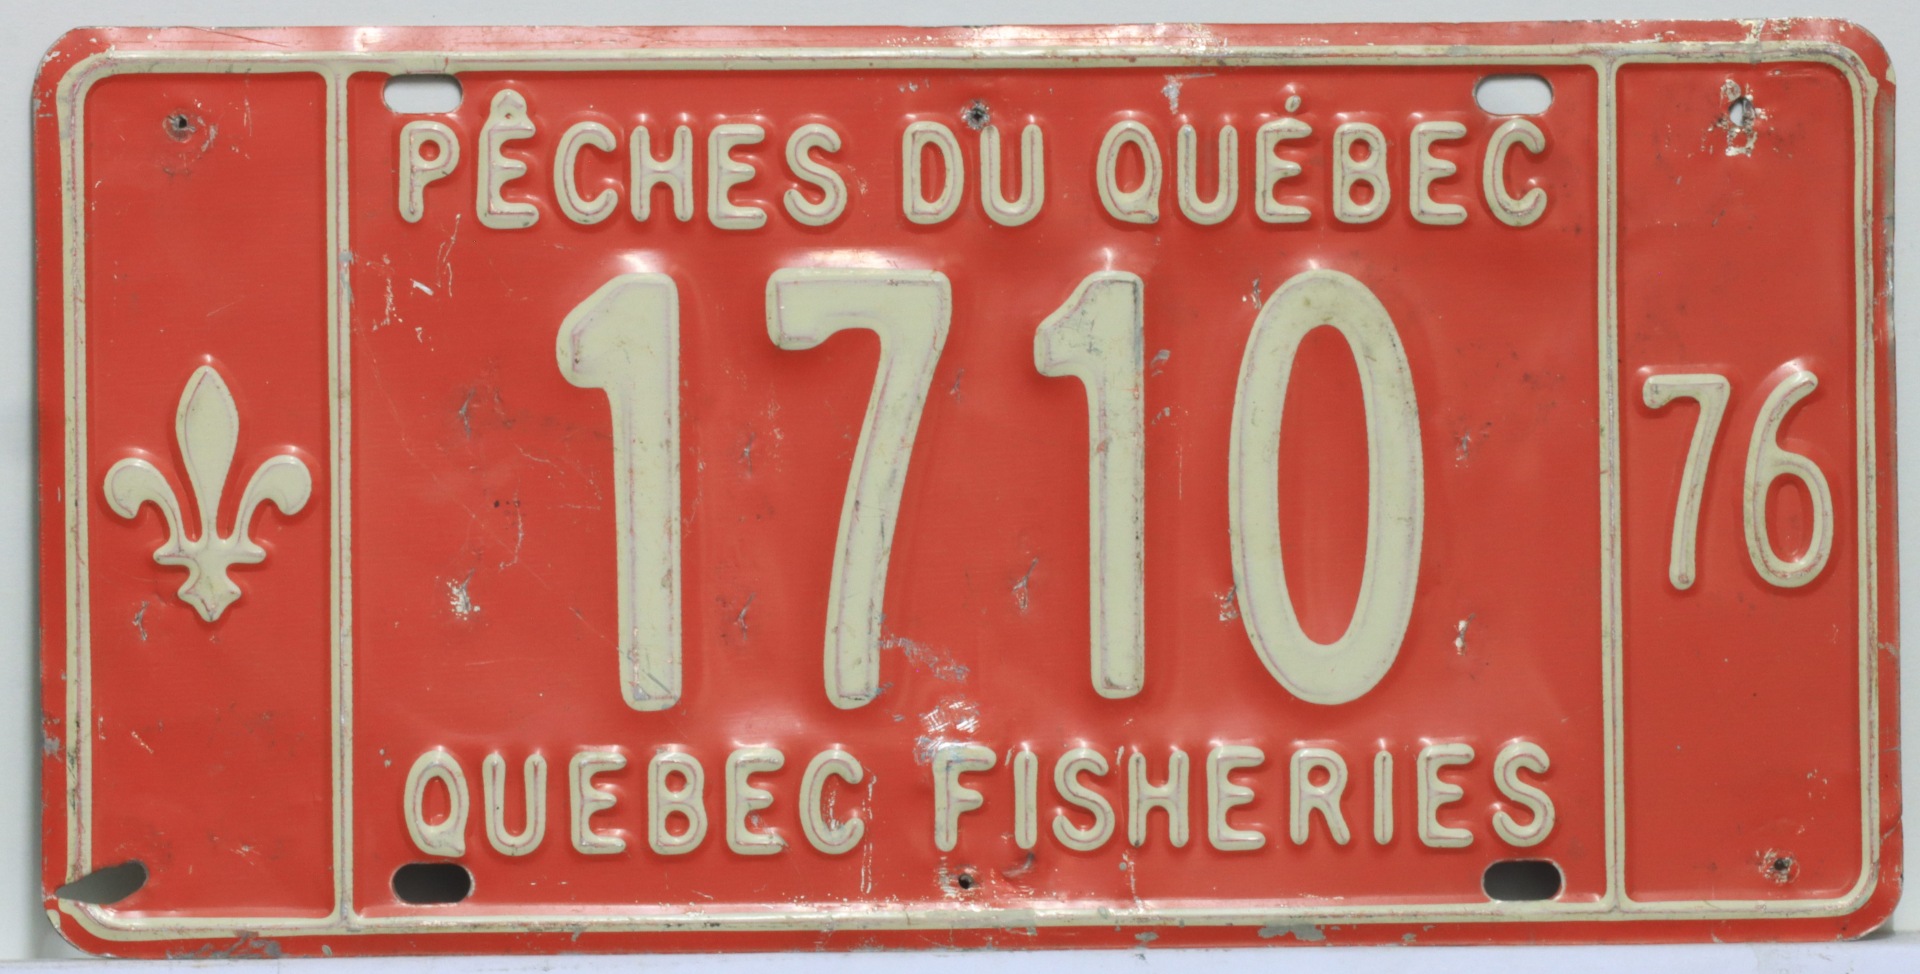 PÊCHES DU QUÉBEC
1710
76
QUEBEC FISHERIES